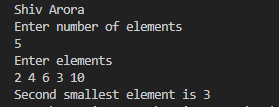 Shiv Arora
Enter number of elements
5
Enter elements
2 4 6 3 10
Second smallest element is 3